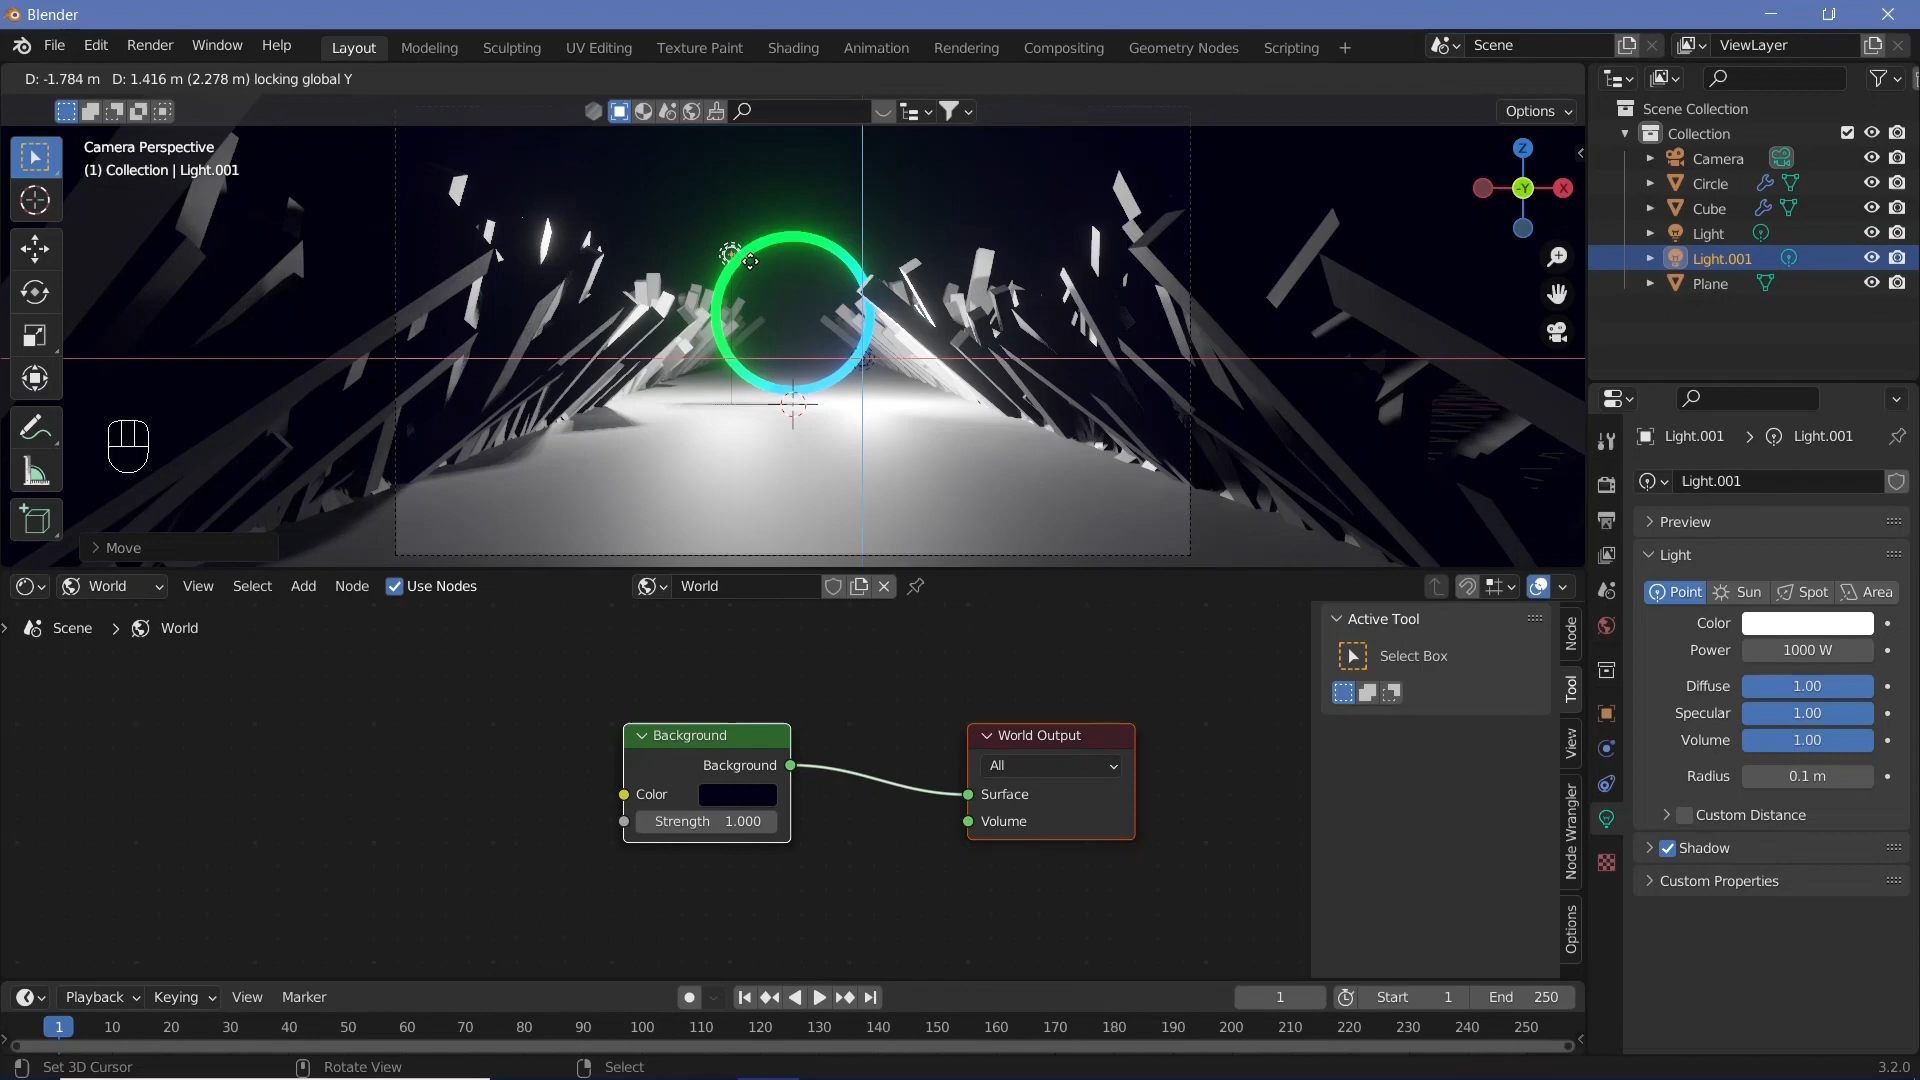 Blender
File Edit Render Window Help
Layout Modeling Sculpting UV Editing Texture Paint Shading Animation Rendering Compositing Geometry Nodes Scripting +
Scene
ViewLayer
D: -1.784 m D: 1.416 m (2.278 m) locking global Y
Options
Camera Perspective
(1) Collection | Light.001
Z
-Y
X
Move
Scene Collection
Collection
Camera
Circle
Cube
Light
Light.001
Plane
Light.001 > Light.001
Light.001
Preview
Light
Point Sun Spot Area
Color
Power 1000 W
Diffuse 1.00
Specular 1.00
Volume 1.00
Radius 0.1 m
Custom Distance
Shadow
Custom Properties
World View Select Add Node Use Nodes World
Scene > World
Active Tool
Select Box
Node
Tool
View
Node Wrangler
Options
Background
Background
Color
Strength 1.000
World Output
All
Surface
Volume
Playback Keying View Marker
1 Start 1 End 250
1 10 20 30 40 50 60 70 80 90 100 110 120 130 140 150 160 170 180 190 200 210 220 230 240 250
Set 3D Cursor Rotate View Select 3.2.0